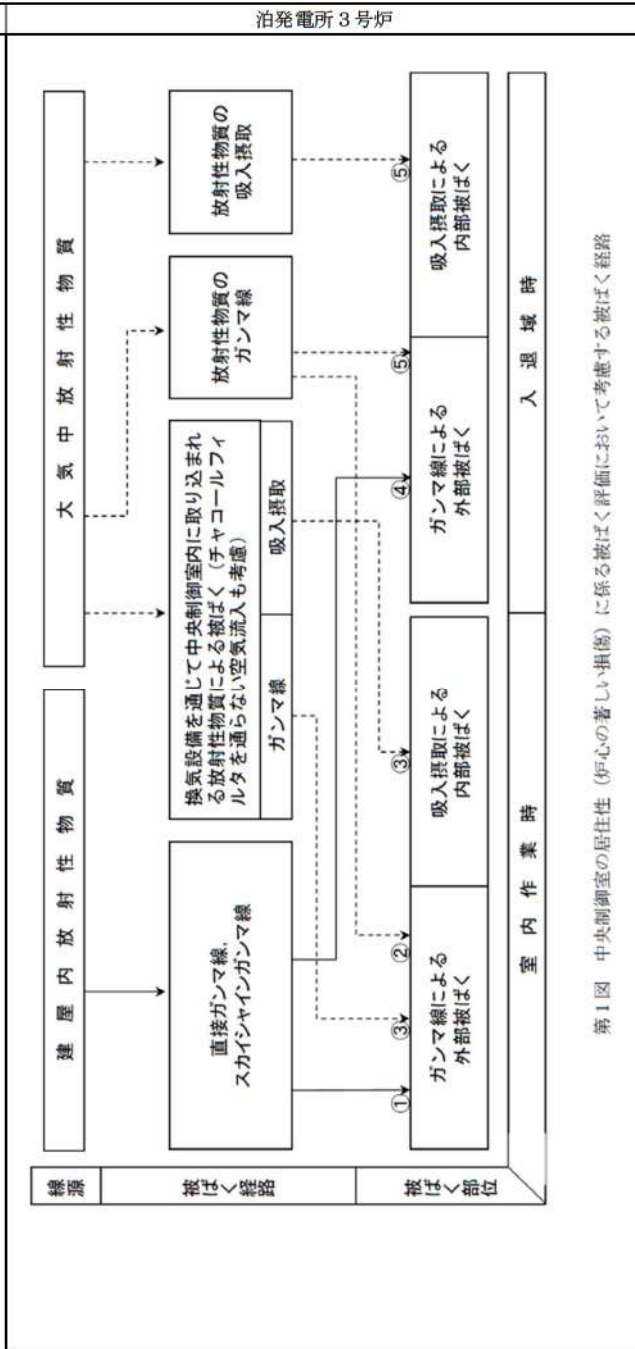 泊発電所3号炉
線
源
被ばく経路
被ばく部位
建屋内放射性物質
大気中放射性物質
直接ガンマ線,
スカイシャインガンマ線
換気設備を通じて中央制御室内に取り込まれ
る放射性物質による被ばく（チャコールフィ
ルタを通らない空気流入も考慮）
ガンマ線
吸入摂取
放射性物質の
ガンマ線
放射性物質の
吸入摂取
①
③
②
③
④
⑤
⑤
ガンマ線による
外部被ばく
吸入摂取による
内部被ばく
ガンマ線による
外部被ばく
吸入摂取による
内部被ばく
室内作業時
入退域時
第1図 中央制御室の居住性（炉心の著しい損傷）に係る被ばく評価において考慮する被ばく経路